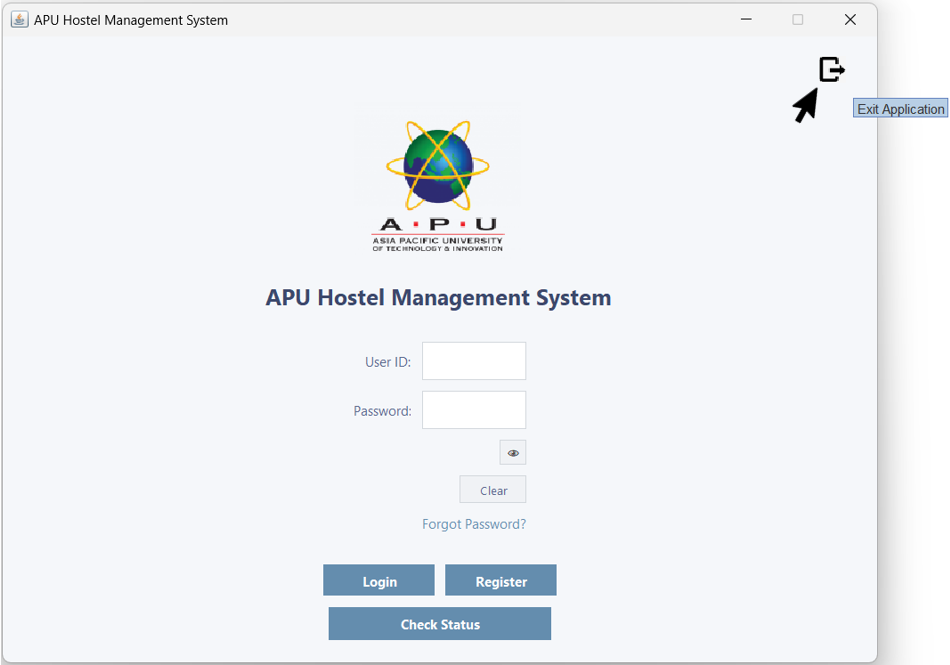 APU Hostel Management System
Exit Application
A·P·U
ASIA PACIFIC UNIVERSITY
OF TECHNOLOGY & INNOVATION
APU Hostel Management System
User ID:
Password:
Clear
Forgot Password?
Login Register
Check Status